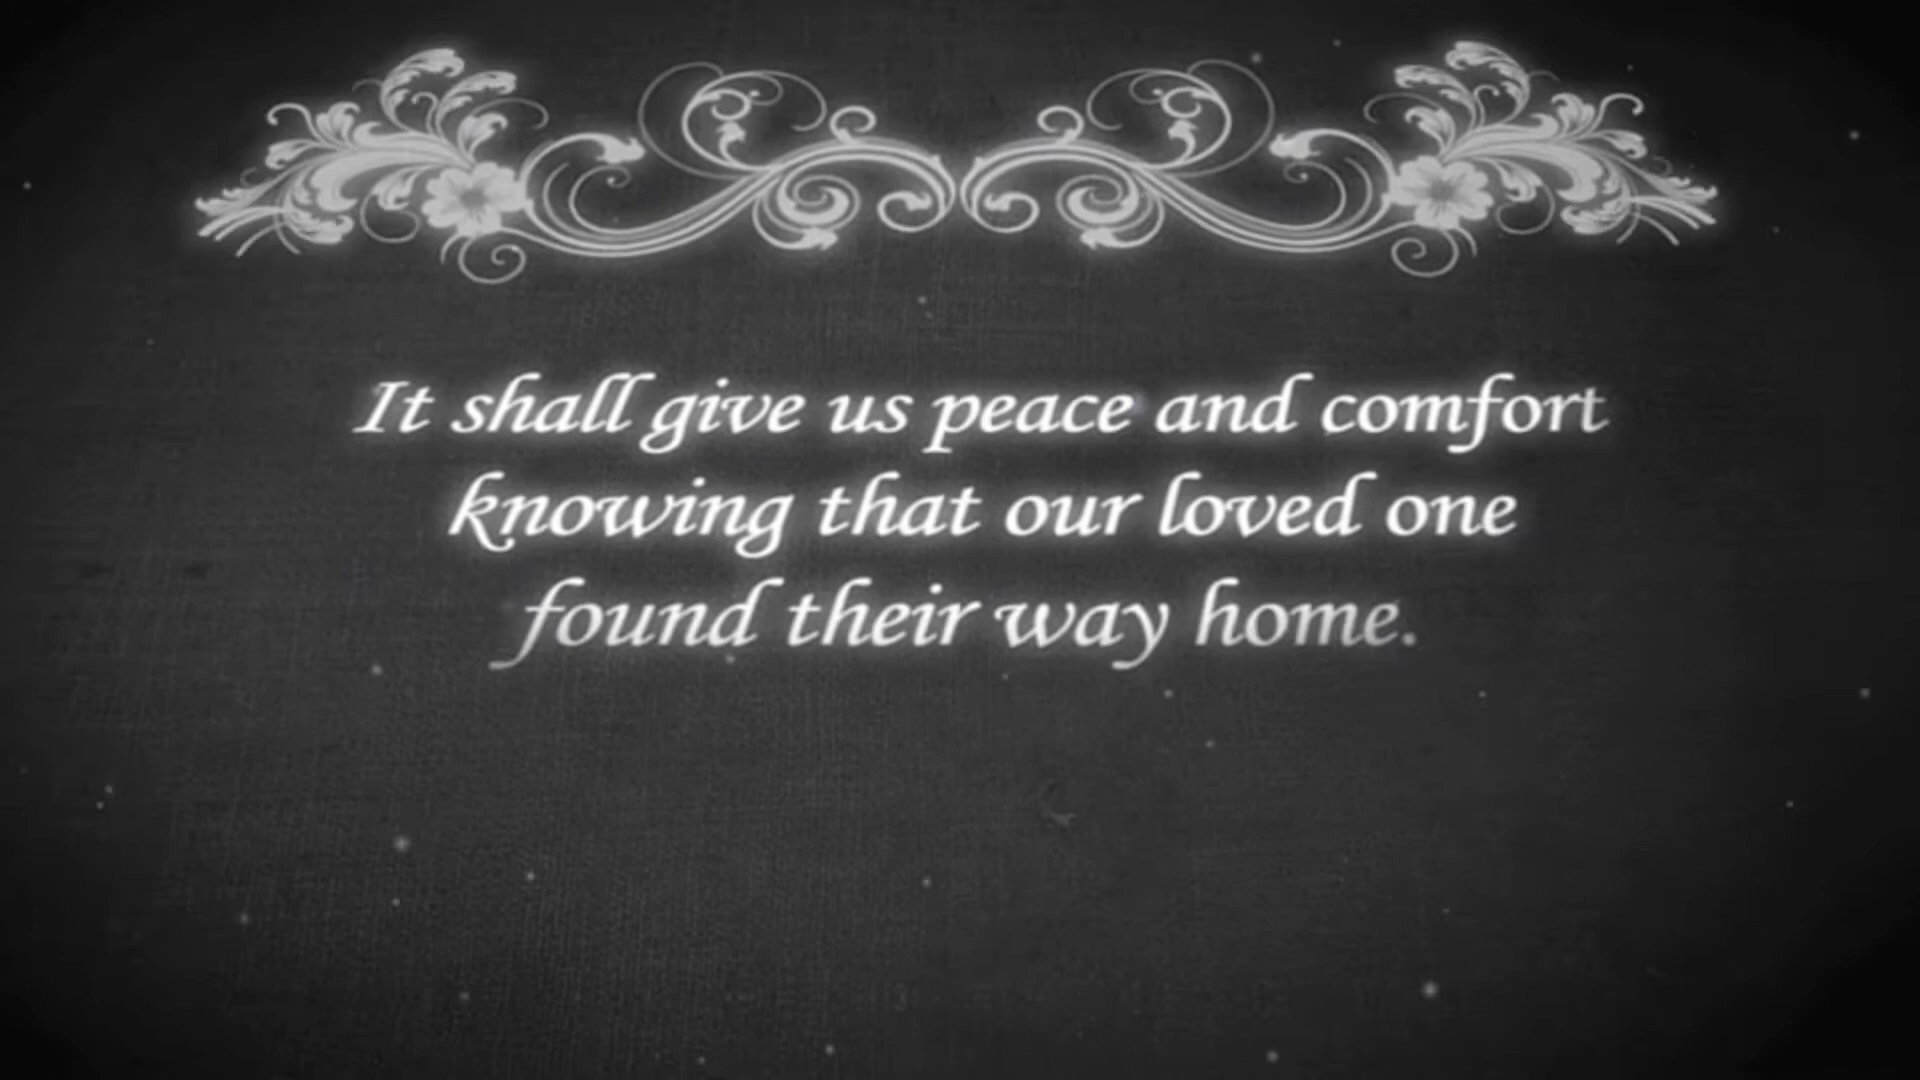 It shall give us peace and comfort
knowing that our loved one
found their way home.